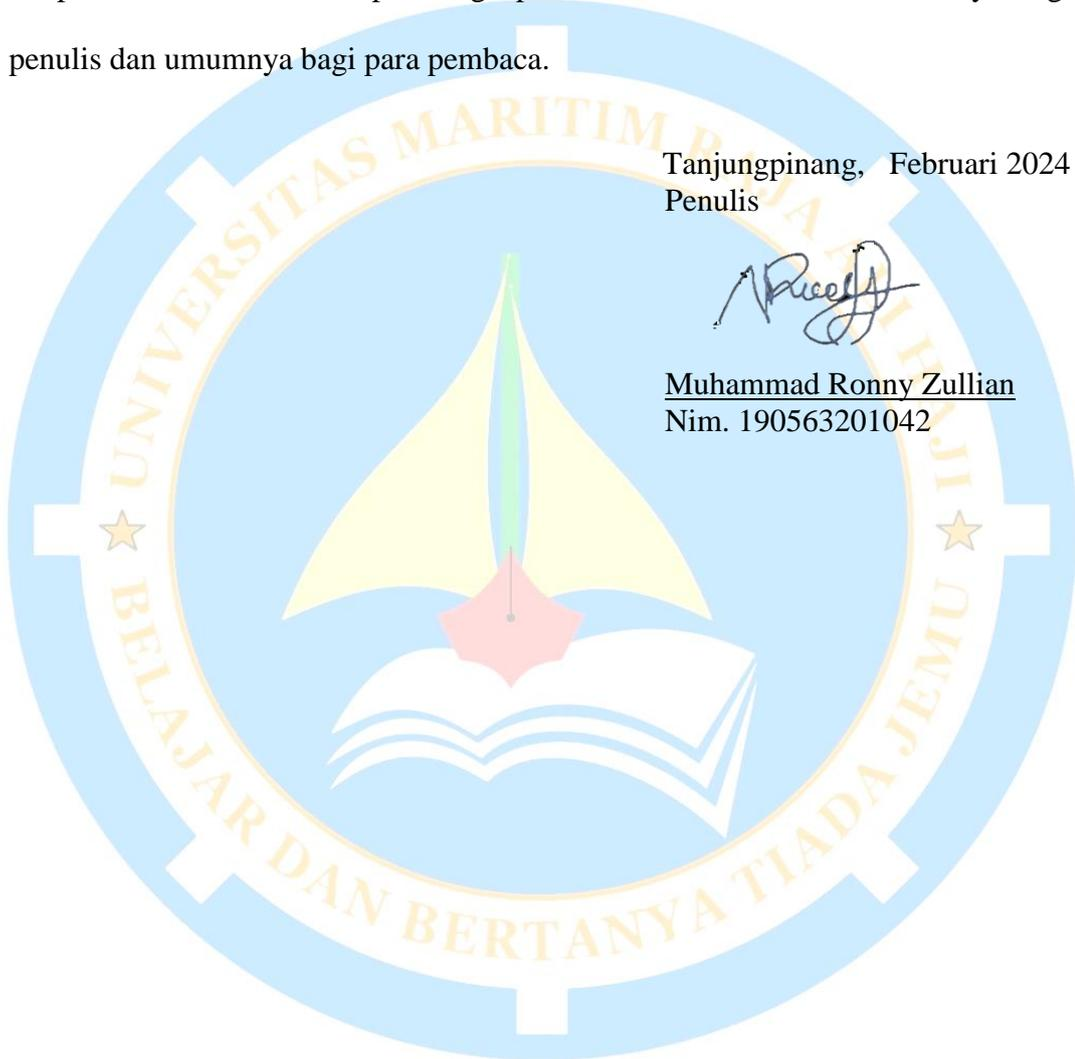 penulis dan umumnya bagi para pembaca.
Tanjungpinang, Februari 2024
Penulis
Muhammad Ronny Zullian
Nim. 190563201042
UNIVERSITAS MARITIM RAJA ALI HAJI
BELAJAR DAN BERTANYA TIADA JEMU